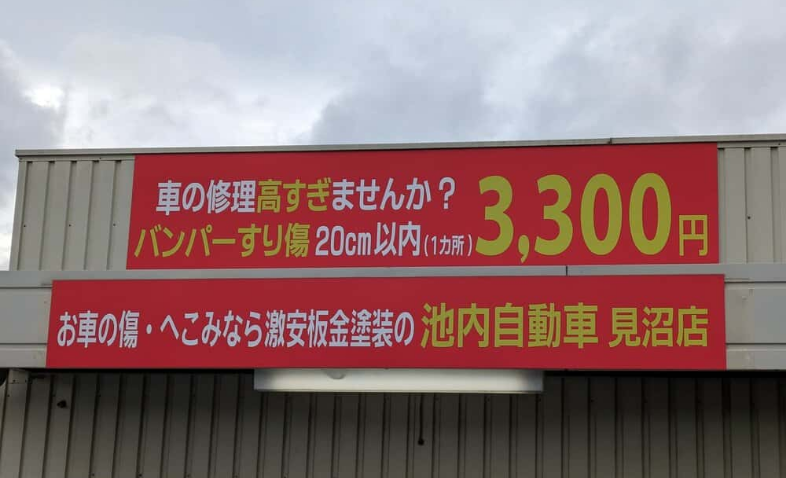 車の修理高すぎませんか？
バンパーすり傷 20cm以内(1カ所) 3,300円
お車の傷・へこみなら激安板金塗装の 池内自動車 見沼店